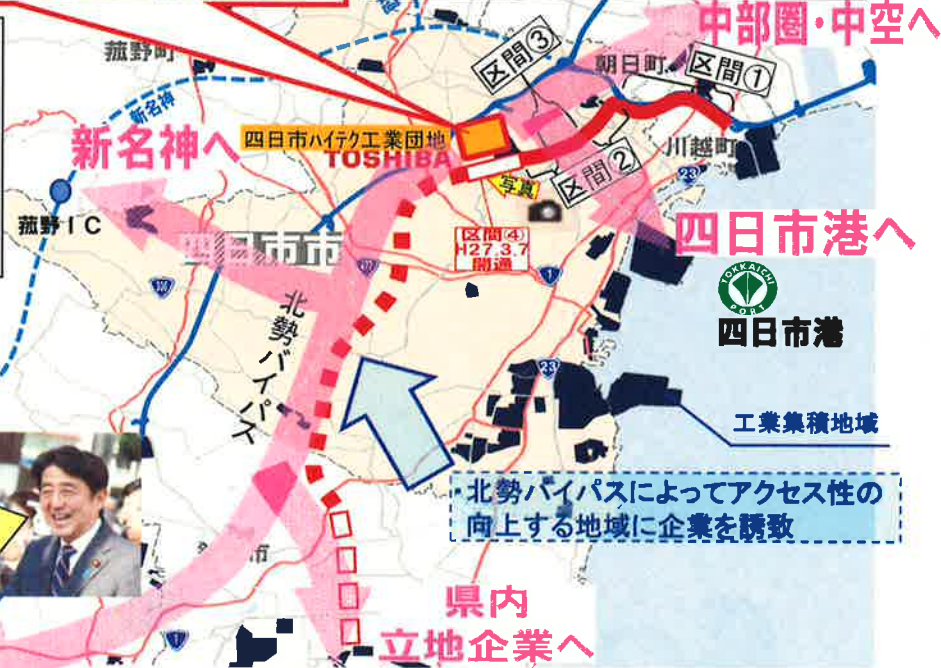 中部圏・中空へ
菰野町
区間③
朝日町
区間①
新名神
新名神へ
四日市ハイテク工業団地
TOSHIBA
川越町
区間②
23
写真
菰野IC
四日市市
区間④
H27.3.7
開通
四日市港へ
1
477
306
YOKKAICHI
PORT
四日市港
北勢バイパス
23
工業集積地域
北勢バイパスによってアクセス性の
向上する地域に企業を誘致
市
県内
立地企業へ
1